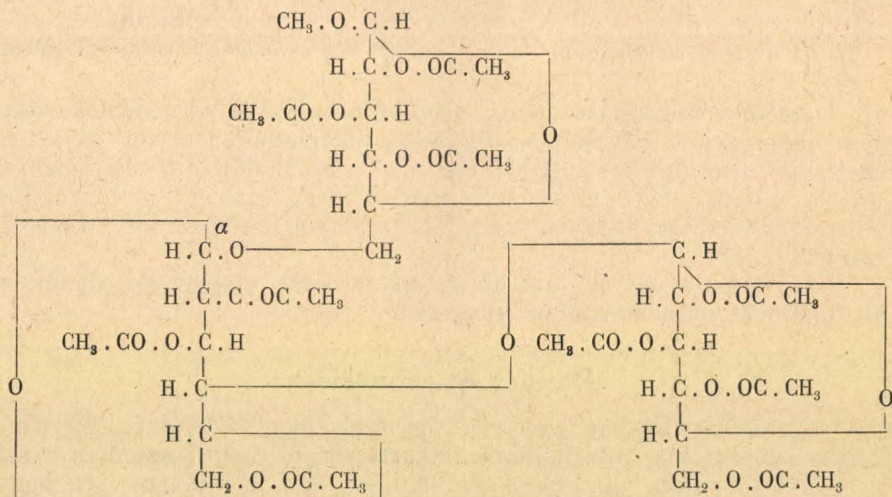 CH₃.O.C.H
H.C.O.OC.CH₃
CH₃.CO.O.C.H
H.C.O.OC.CH₃
O
H.C
α
H.C.O CH₂ C.H
H.C.COC.CH₃ H.C.O.OC.CH₃
CH₃.CO.O.C.H O CH₃.CO.O.C.H
O H.C H.C.O.OC.CH₃ O
H.C H.C
CH₂.O.OC.CH₃ CH₂.O.OC.CH₃